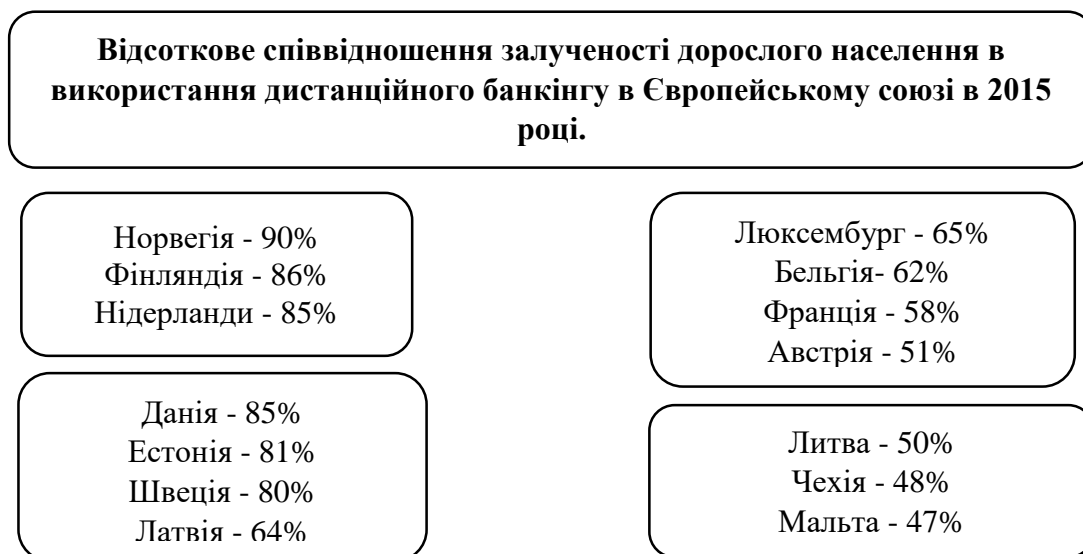 Відсоткове співвідношення залученості дорослого населення в
використання дистанційного банкінгу в Європейському союзі в 2015
році.
Норвегія - 90%
Фінляндія - 86%
Нідерланди - 85%
Данія - 85%
Естонія - 81%
Швеція - 80%
Латвія - 64%
Люксембург - 65%
Бельгія- 62%
Франція - 58%
Австрія - 51%
Литва - 50%
Чехія - 48%
Мальта - 47%